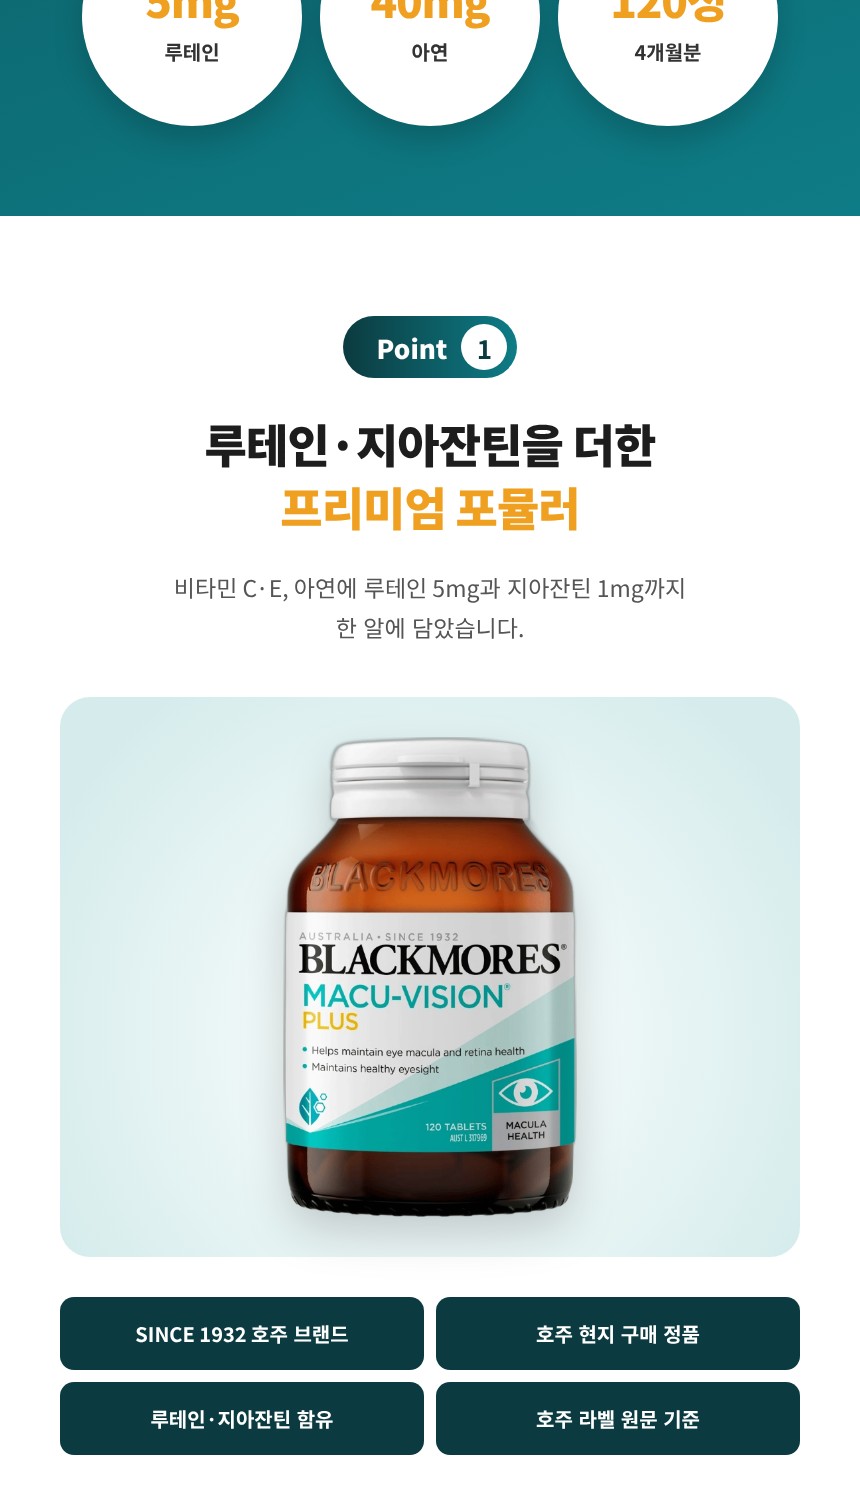 5mg
루테인
40mg
아연
120정
4개월분
Point 1
루테인·지아잔틴을 더한
프리미엄 포뮬러
비타민 C·E, 아연에 루테인 5mg과 지아잔틴 1mg까지
한 알에 담았습니다.
BLACKMORES
AUSTRALIA • SINCE 1932
BLACKMORES®
MACU-VISION®
PLUS
• Helps maintain eye macula and retina health
• Maintains healthy eyesight
120 TABLETS
AUST L 317969
MACULA
HEALTH
SINCE 1932 호주 브랜드
호주 현지 구매 정품
루테인·지아잔틴 함유
호주 라벨 원문 기준